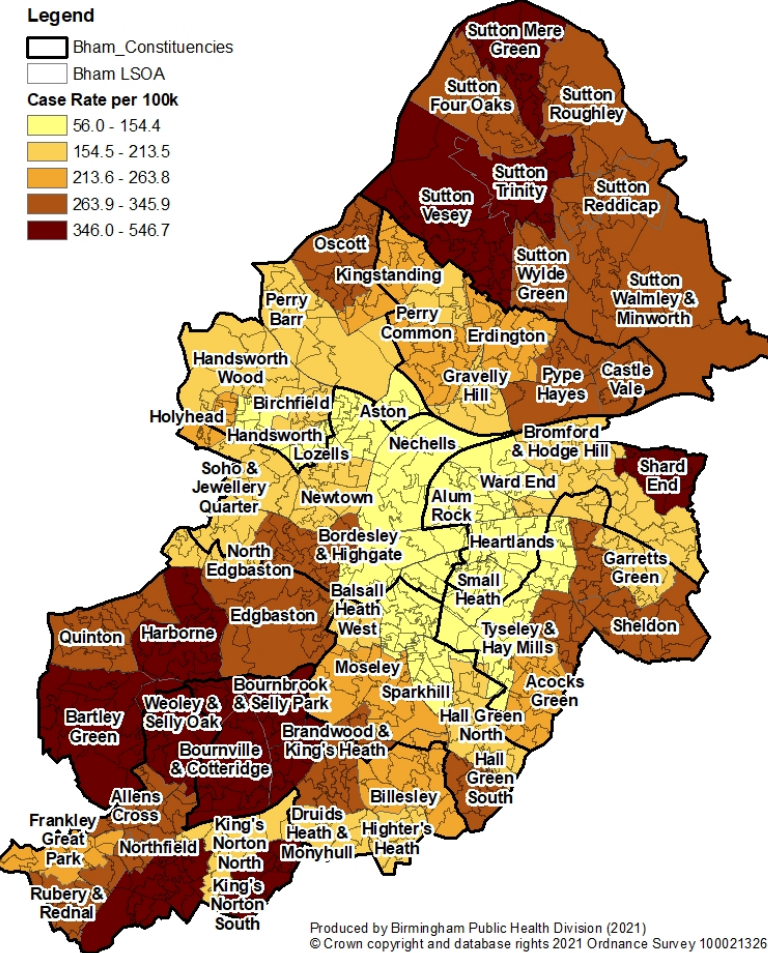 Legend
Bham_Constituencies
Bham LSOA
Case Rate per 100k
56.0 - 154.4
154.5 - 213.5
213.6 - 263.8
263.9 - 345.9
346.0 - 546.7
Sutton Mere
Green
Sutton
Four Oaks
Sutton
Roughley
Sutton
Trinity
Sutton
Vesey
Sutton
Reddicap
Oscott
Kingstanding
Sutton
Wylde
Green
Sutton
Walmley &
Minworth
Perry
Barr
Perry
Common
Erdington
Handsworth
Wood
Gravelly
Hill
Pype
Hayes
Castle
Vale
Birchfield
Aston
Holyhead
Handsworth
Lozells
Nechells
Bromford
& Hodge Hill
Shard
End
Soho &
Jewellery
Quarter
Newtown
Ward End
Alum
Rock
Bordesley
& Highgate
Heartlands
North
Edgbaston
Garretts
Green
Small
Heath
Balsall
Heath
West
Edgbaston
Quinton
Harborne
Tyseley &
Hay Mills
Sheldon
Moseley
Sparkhill
Acocks
Green
Bournbrook
& Selly Park
Weoley &
Selly Oak
Bartley
Green
Hall Green
North
Brandwood &
King's Heath
Bournville
& Cotteridge
Hall
Green
South
Billesley
Allens
Cross
Druids
Heath &
Monyhull
Highter's
Heath
Frankley
Great
Park
Northfield
King's
Norton
North
Rubery &
Rednal
King's
Norton
South
Produced by Birmingham Public Health Division (2021)
© Crown copyright and database rights 2021 Ordnance Survey 100021326